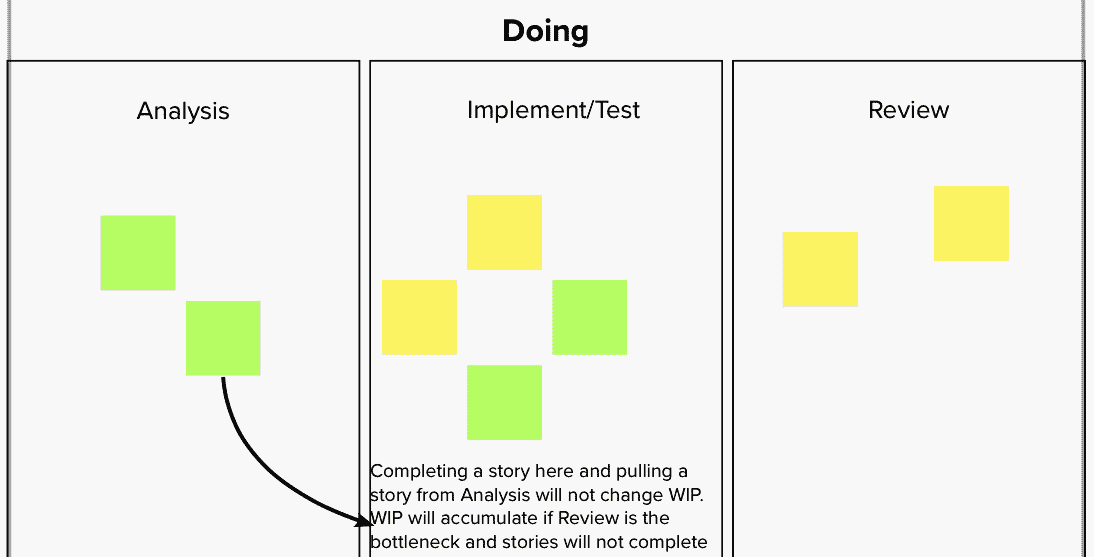 Doing
Analysis
Implement/Test
Review
Completing a story here and pulling a
story from Analysis will not change WIP.
WIP will accumulate if Review is the
bottleneck and stories will not complete